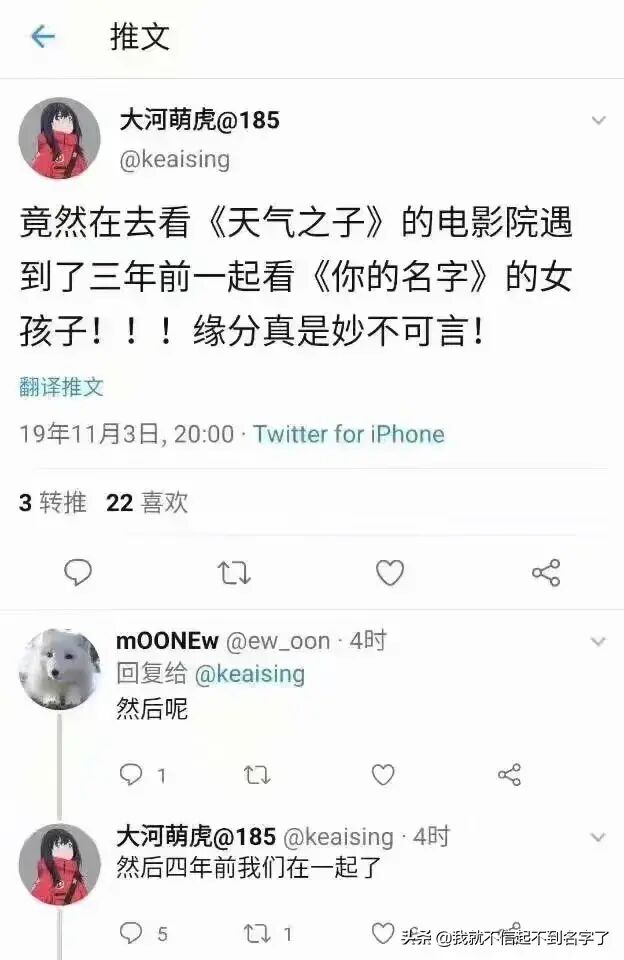 推文
大河萌虎@185
@keaising
竟然在去看《天气之子》的电影院遇
到了三年前一起看《你的名字》的女
孩子！！！缘分真是妙不可言！
翻译推文
19年11月3日, 20:00 · Twitter for iPhone
3 转推 22 喜欢
mOONEw @ew_oon · 4时
回复给 @keaising
然后呢
1
大河萌虎@185 @keaising · 4时
然后四年前我们在一起了
5 1
头杀 @我就不信起不到名字了